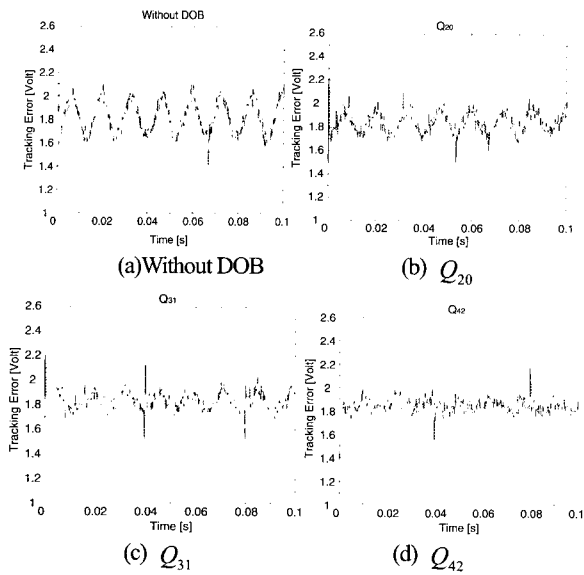 Without DOB
2.6
2.4
2.2
2
1.8
1.6
1.4
1.2
1
Tracking Error [Volt]
0 0.02 0.04 0.06 0.08 0.1
Time [s]
(a)Without DOB
Q20
2.6
2.4
2.2
2
1.8
1.6
1.4
1.2
1
Tracking Error [Volt]
0 0.02 0.04 0.06 0.08 0.1
Time [s]
(b) Q20
Q31
2.6
2.4
2.2
2
1.8
1.6
1.4
1.2
1
Tracking Error [Volt]
0 0.02 0.04 0.06 0.08 0.1
Time [s]
(c) Q31
Q42
2.6
2.4
2.2
2
1.8
1.6
1.4
1.2
1
Tracking Error [Volt]
0 0.02 0.04 0.06 0.08 0.1
Time [s]
(d) Q42